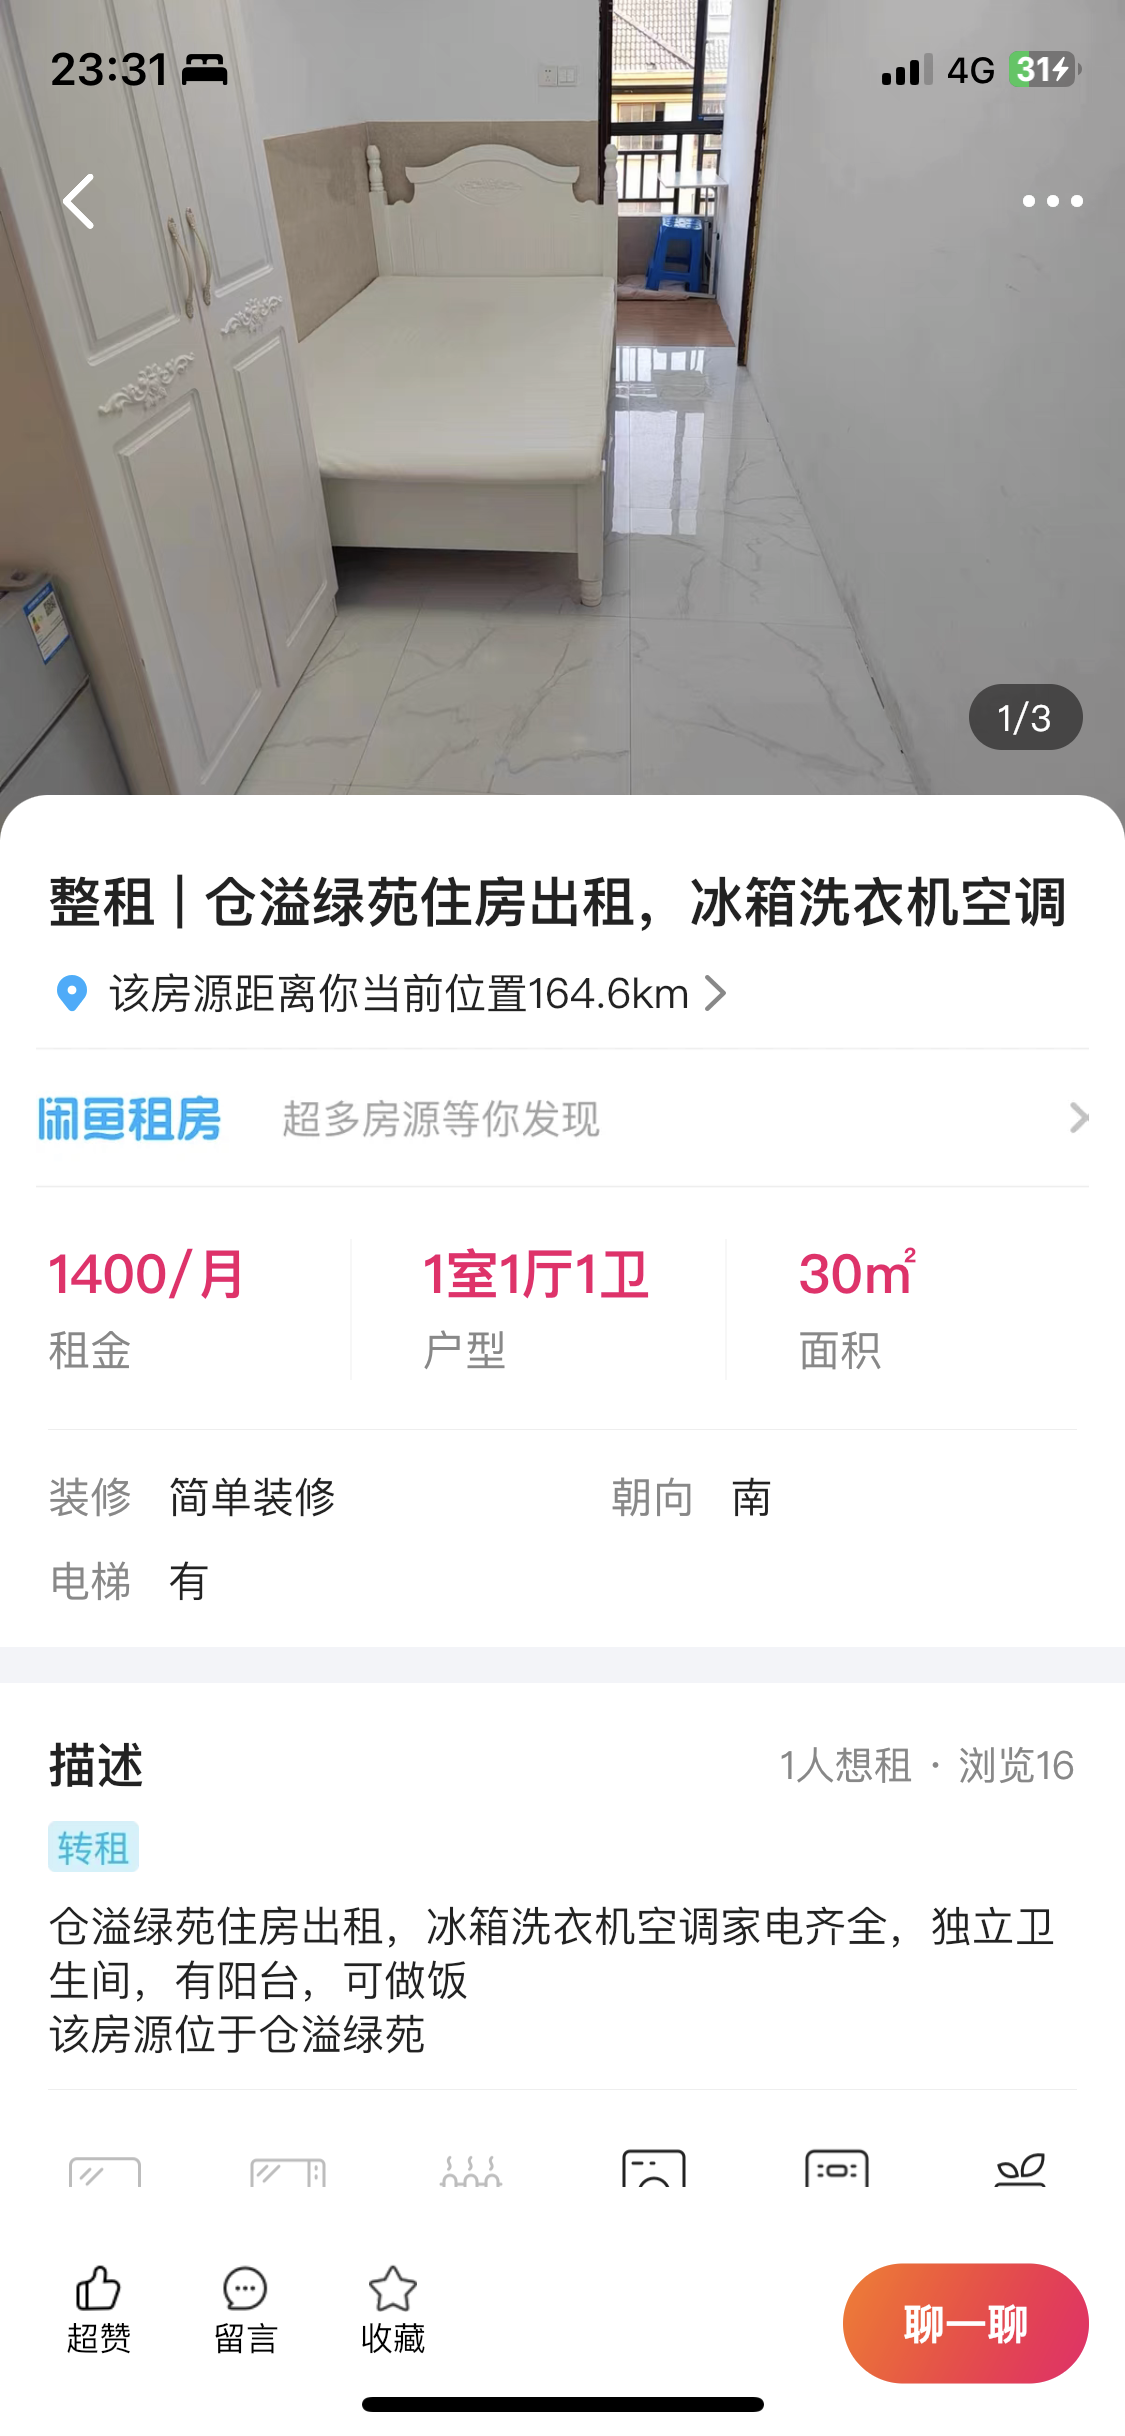 23:31
4G 31
1/3
整租 | 仓溢绿苑住房出租，冰箱洗衣机空调
该房源距离你当前位置164.6km
闲鱼租房 超多房源等你发现
1400/月 1室1厅1卫 30㎡
租金 户型 面积
装修 简单装修 朝向 南
电梯 有
描述 1人想租 · 浏览16
转租
仓溢绿苑住房出租，冰箱洗衣机空调家电齐全，独立卫
生间，有阳台，可做饭
该房源位于仓溢绿苑
超赞 留言 收藏 聊一聊